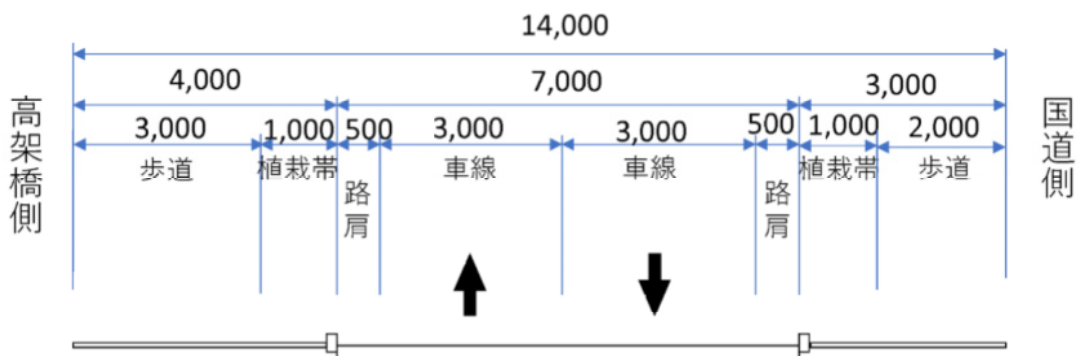 14,000
4,000 7,000 3,000
3,000 1,000 500 3,000 3,000 500 1,000 2,000
歩道 植栽帯 車線 車線 植栽帯 歩道
路肩 路肩
高架橋側
国道側